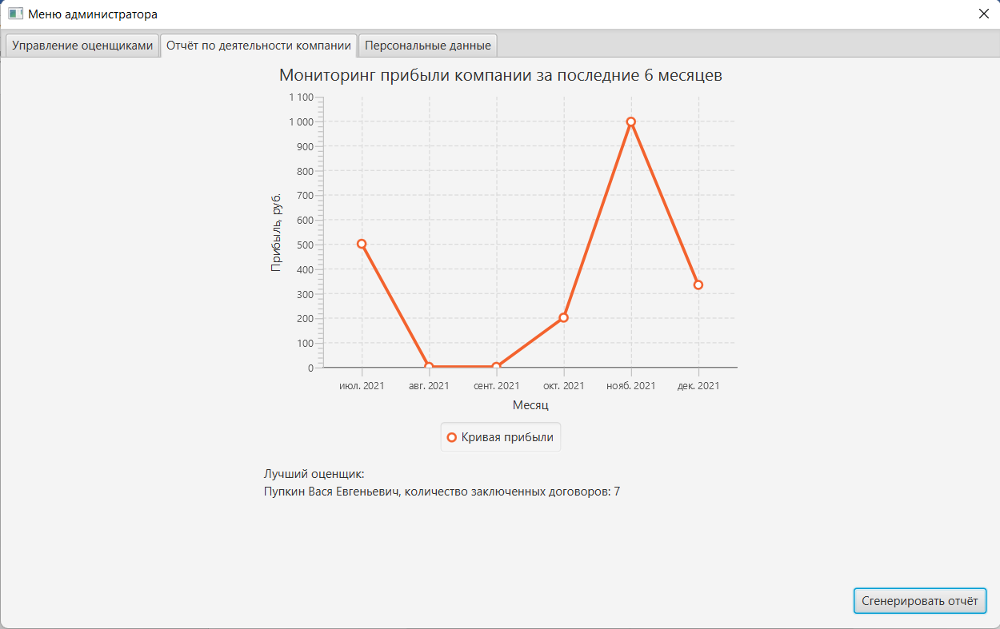 Меню администратора
Управление оценщиками
Отчёт по деятельности компании
Персональные данные
Мониторинг прибыли компании за последние 6 месяцев
1 100
1 000
900
800
700
600
500
400
300
200
100
0
Прибыль, руб.
июл. 2021
авг. 2021
сент. 2021
окт. 2021
нояб. 2021
дек. 2021
Месяц
Кривая прибыли
Лучший оценщик:
Пупкин Вася Евгеньевич, количество заключенных договоров: 7
Сгенерировать отчёт